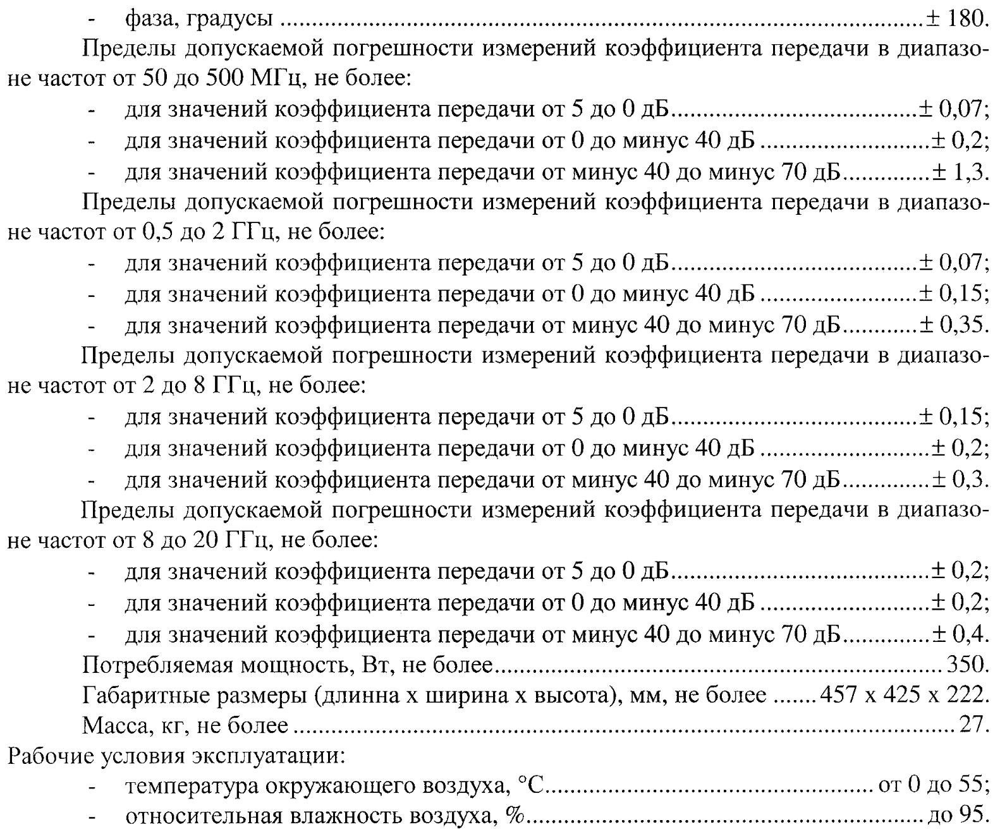 - фаза, градусы ........................................................................................± 180.
Пределы допускаемой погрешности измерений коэффициента передачи в диапазо-
не частот от 50 до 500 МГц, не более:
- для значений коэффициента передачи от 5 до 0 дБ......................................± 0,07;
- для значений коэффициента передачи от 0 до минус 40 дБ ..........................± 0,2;
- для значений коэффициента передачи от минус 40 до минус 70 дБ.............± 1,3.
Пределы допускаемой погрешности измерений коэффициента передачи в диапазо-
не частот от 0,5 до 2 ГГц, не более:
- для значений коэффициента передачи от 5 до 0 дБ......................................± 0,07;
- для значений коэффициента передачи от 0 до минус 40 дБ ........................± 0,15;
- для значений коэффициента передачи от минус 40 до минус 70 дБ...........± 0,35.
Пределы допускаемой погрешности измерений коэффициента передачи в диапазо-
не частот от 2 до 8 ГГц, не более:
- для значений коэффициента передачи от 5 до 0 дБ......................................± 0,15;
- для значений коэффициента передачи от 0 до минус 40 дБ ..........................± 0,2;
- для значений коэффициента передачи от минус 40 до минус 70 дБ.............± 0,3.
Пределы допускаемой погрешности измерений коэффициента передачи в диапазо-
не частот от 8 до 20 ГГц, не более:
- для значений коэффициента передачи от 5 до 0 дБ........................................± 0,2;
- для значений коэффициента передачи от 0 до минус 40 дБ ..........................± 0,2;
- для значений коэффициента передачи от минус 40 до минус 70 дБ.............± 0,4.
Потребляемая мощность, Вт, не более..................................................................... 350.
Габаритные размеры (длинна х ширина х высота), мм, не более .......457 х 425 х 222.
Масса, кг, не более ...................................................................................................... 27.
Рабочие условия эксплуатации:
- температура окружающего воздуха, °С.................................................. от 0 до 55;
- относительная влажность воздуха, %..............................................................до 95.